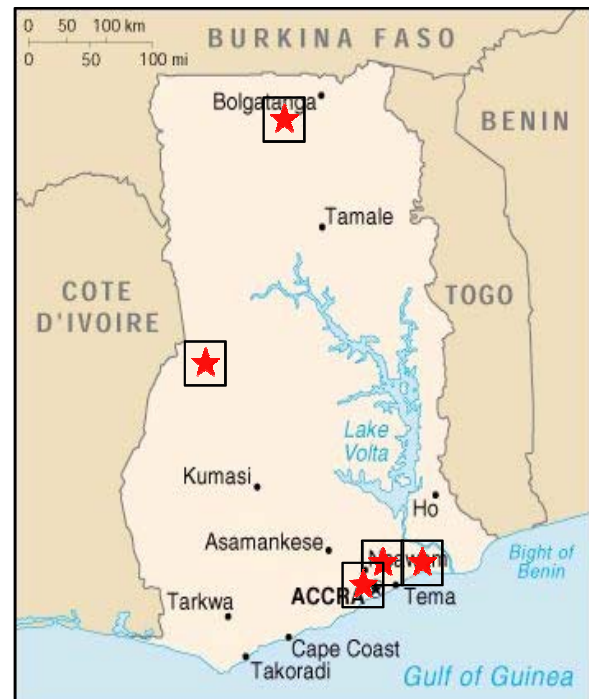 0 50 100 km
0 50 100 mi
BURKINA FASO
Bolgatanga
BENIN
Tamale
COTE
D'IVOIRE
TOGO
Lake
Volta
Kumasi
Ho
Asamankese
Bight of
Benin
ACCRA
Tema
Tarkwa
Cape Coast
Takoradi
Gulf of Guinea